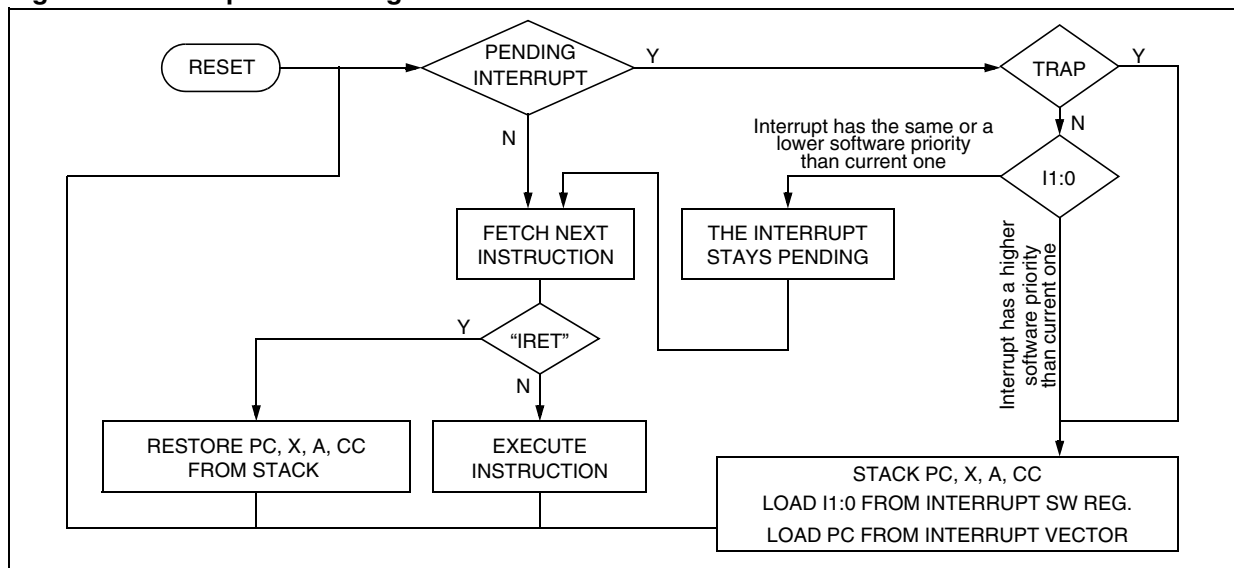 RESET
PENDING
INTERRUPT
Y
TRAP
Y
N
N
Interrupt has the same or a
lower software priority
than current one
I1:0
FETCH NEXT
INSTRUCTION
THE INTERRUPT
STAYS PENDING
Interrupt has a higher
software priority
than current one
Y
“IRET”
N
RESTORE PC, X, A, CC
FROM STACK
EXECUTE
INSTRUCTION
STACK PC, X, A, CC
LOAD I1:0 FROM INTERRUPT SW REG.
LOAD PC FROM INTERRUPT VECTOR